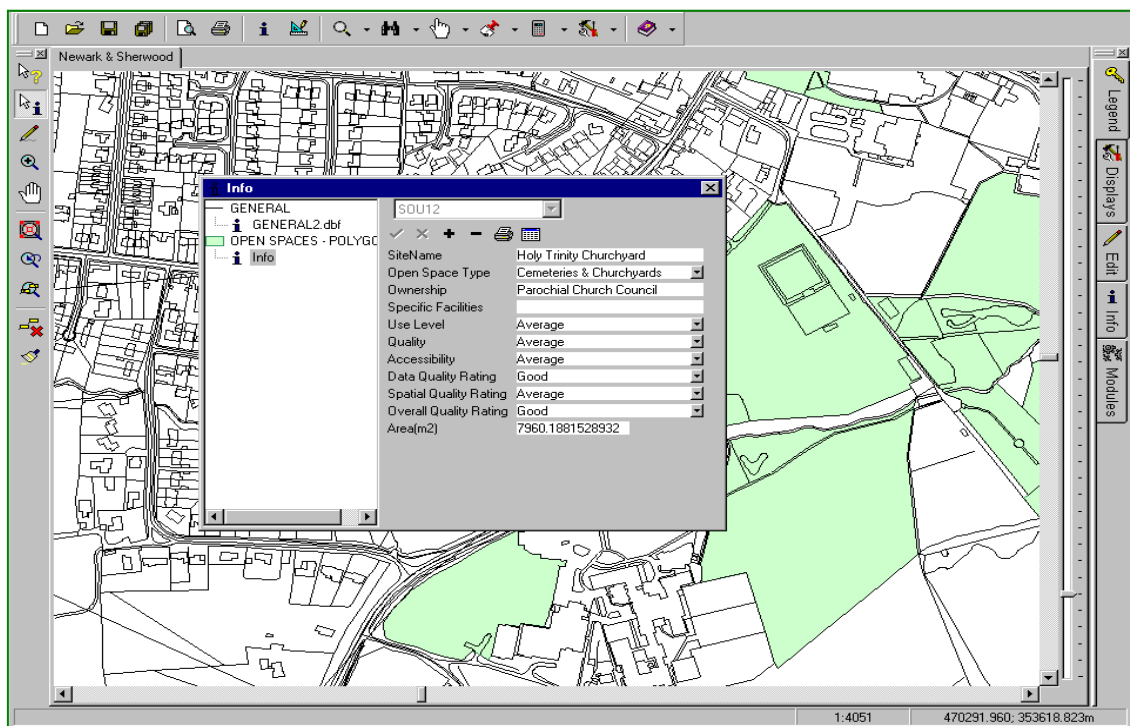 Newark & Sherwood
Info
GENERAL
GENERAL2.dbf
OPEN SPACES - POLYGO
Info
SOU12
SiteName Holy Trinity Churchyard
Open Space Type Cemeteries & Churchyards
Ownership Parochial Church Council
Specific Facilities
Use Level Average
Quality Average
Accessibility Average
Data Quality Rating Good
Spatial Quality Rating Average
Overall Quality Rating Good
Area(m2) 7960.1881528932
Legend
Displays
Edit
Info
Modules
1:4051 470291.960; 353618.823m